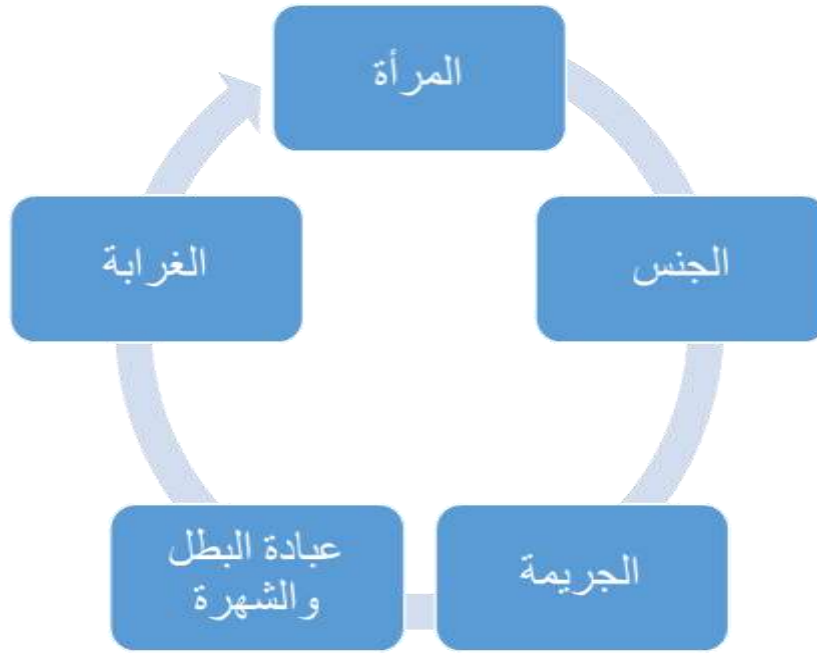 المرأة
الجنس
الجريمة
عبادة البطل
والشهرة
الغرابة